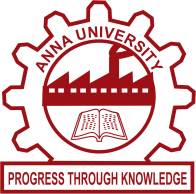 ANNA UNIVERSITY
PROGRESS THROUGH KNOWLEDGE